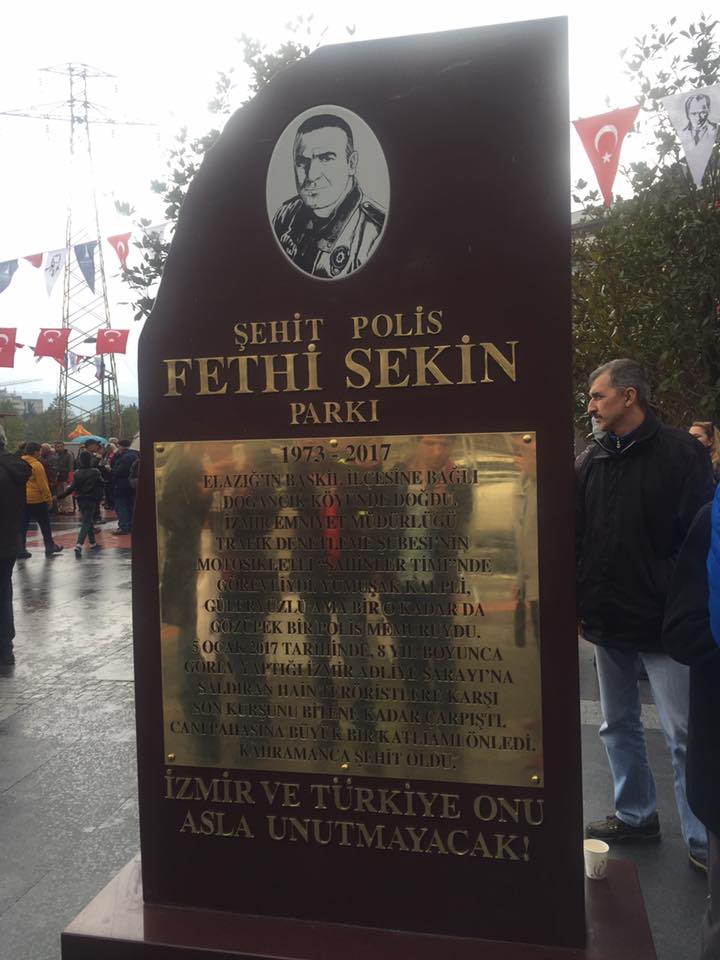 ŞEHİT POLİS
FETHİ SEKİN
PARKI
1973 - 2017
ELAZIĞ'IN BASKİL İLÇESİNE BAĞLI
DOĞANCIK KÖYÜNDE DOĞDU.
İZMİR EMNİYET MÜDÜRLÜĞÜ
TRAFİK DENETLEME ŞUBESİ'NİN
MOTOSİKLETLİ "ŞAHİNLER TİMİ"NDE
GÖREVLİYDİ. YUMUŞAK KALPLİ,
GÜLERYÜZLÜ AMA BİR O KADAR DA
GÖZÜPEK BİR POLİS MEMURUYDU.
5 OCAK 2017 TARİHİNDE, 8 YIL BOYUNCA
GÖREV YAPTIĞI İZMİR ADLİYE SARAYI'NA
SALDIRAN HAİN TERÖRİSTLERE KARŞI
SON KURŞUNU BİTENE KADAR ÇARPIŞTI.
CANI PAHASINA BÜYÜK BİR KATLİAMI ÖNLEDİ,
KAHRAMANCA ŞEHİT OLDU.
İZMİR VE TÜRKİYE ONU
ASLA UNUTMAYACAK!